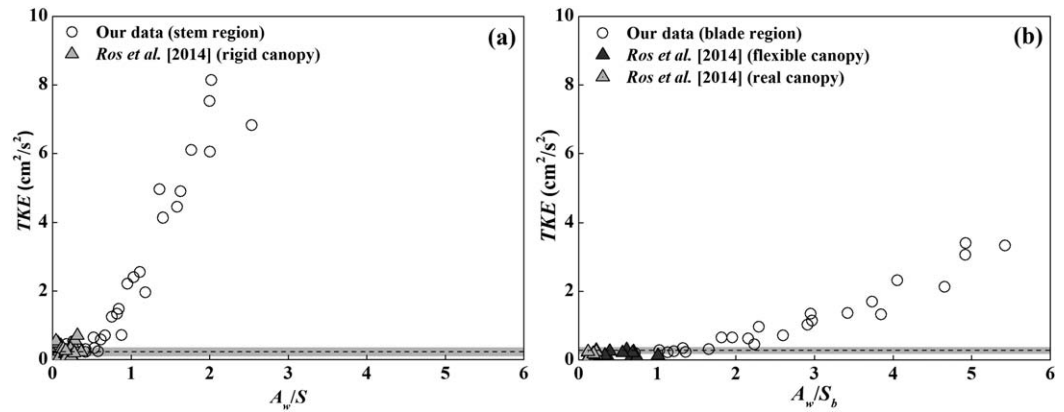 Our data (stem region)
Ros et al. [2014] (rigid canopy)
(a)
TKE (cm²/s²)
10
8
6
4
2
0
0 1 2 3 4 5 6
A_w/S
Our data (blade region)
Ros et al. [2014] (flexible canopy)
Ros et al. [2014] (real canopy)
(b)
TKE (cm²/s²)
10
8
6
4
2
0
0 1 2 3 4 5 6
A_w/S_b